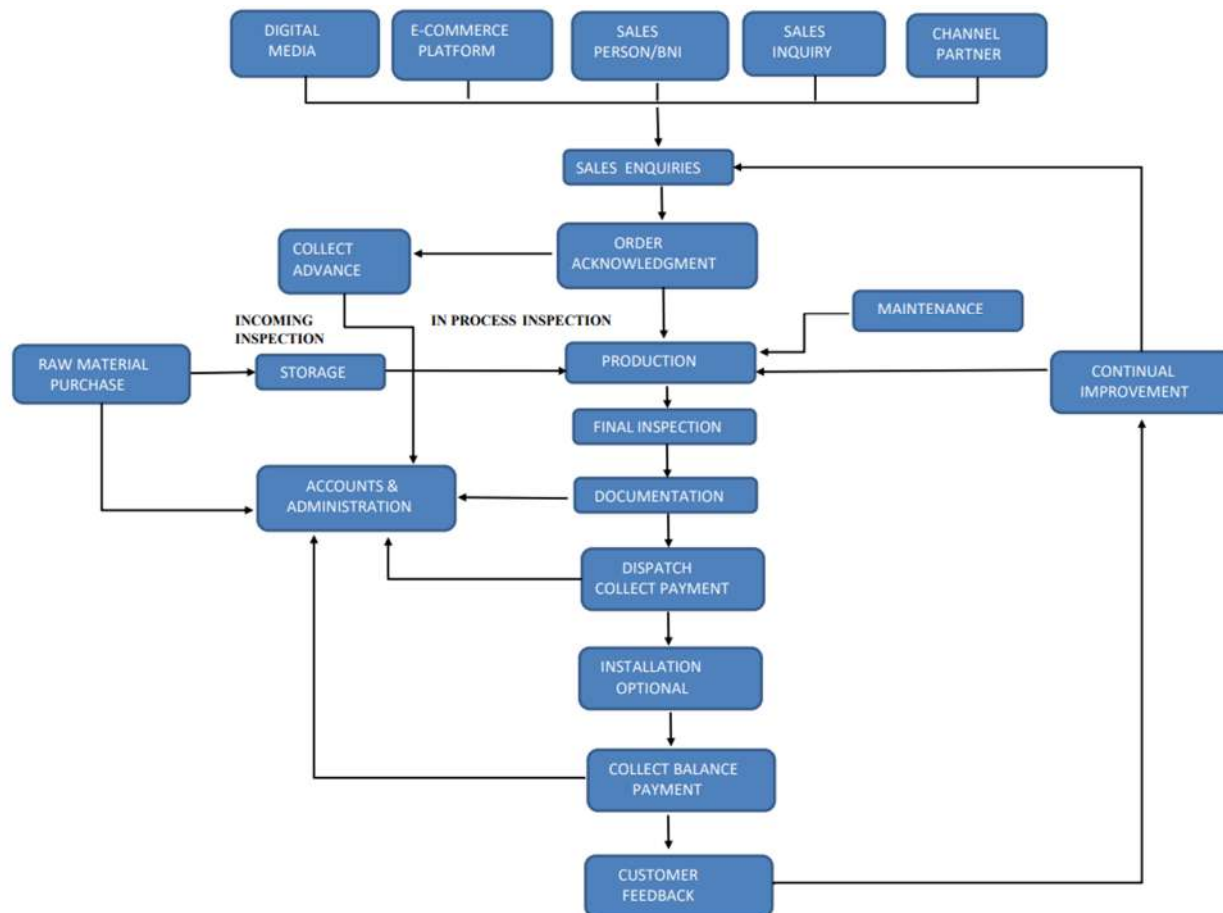 DIGITAL
MEDIA
E-COMMERCE
PLATFORM
SALES
PERSON/BNI
SALES
INQUIRY
CHANNEL
PARTNER
SALES ENQUIRIES
ORDER
ACKNOWLEDGMENT
COLLECT
ADVANCE
MAINTENANCE
INCOMING
INSPECTION
IN PROCESS INSPECTION
RAW MATERIAL
PURCHASE
STORAGE
PRODUCTION
CONTINUAL
IMPROVEMENT
FINAL INSPECTION
ACCOUNTS &
ADMINISTRATION
DOCUMENTATION
DISPATCH
COLLECT PAYMENT
INSTALLATION
OPTIONAL
COLLECT BALANCE
PAYMENT
CUSTOMER
FEEDBACK